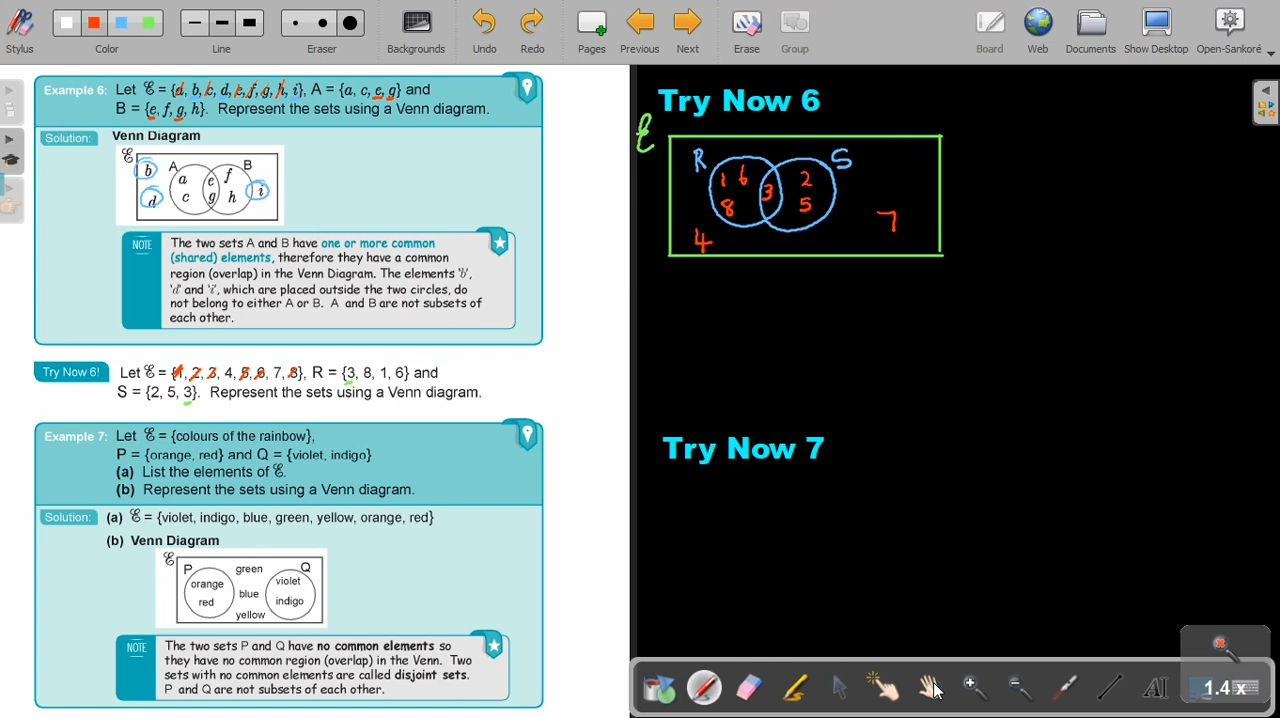 Stylus Color Line Eraser Backgrounds Undo Redo Pages Previous Next Erase Group Board Web Documents Show Desktop Open-Sankoré
Example 6: Let ℰ = {a, b, c, d, e, f, g, h, i}, A = {a, c, e, g} and
B = {e, f, g, h}. Represent the sets using a Venn diagram.
Solution:
Venn Diagram
ℰ
A B
b a e f
d c g h i
NOTE
The two sets A and B have one or more common
(shared) elements, therefore they have a common
region (overlap) in the Venn Diagram. The elements 'b',
'd' and 'i', which are placed outside the two circles, do
not belong to either A or B. A and B are not subsets of
each other.
Try Now 6! Let ℰ = {1, 2, 3, 4, 5, 6, 7, 8}, R = {3, 8, 1, 6} and
S = {2, 5, 3}. Represent the sets using a Venn diagram.
Example 7: Let ℰ = {colours of the rainbow},
P = {orange, red} and Q = {violet, indigo}
(a) List the elements of ℰ.
(b) Represent the sets using a Venn diagram.
Solution: (a) ℰ = {violet, indigo, blue, green, yellow, orange, red}
(b) Venn Diagram
ℰ
P green Q
orange violet
blue
red indigo
yellow
NOTE
The two sets P and Q have no common elements so
they have no common region (overlap) in the Venn. Two
sets with no common elements are called disjoint sets.
P and Q are not subsets of each other.
Try Now 6
ℰ
R S
1 6 3 2
8 5
4 7
Try Now 7
1.4 x